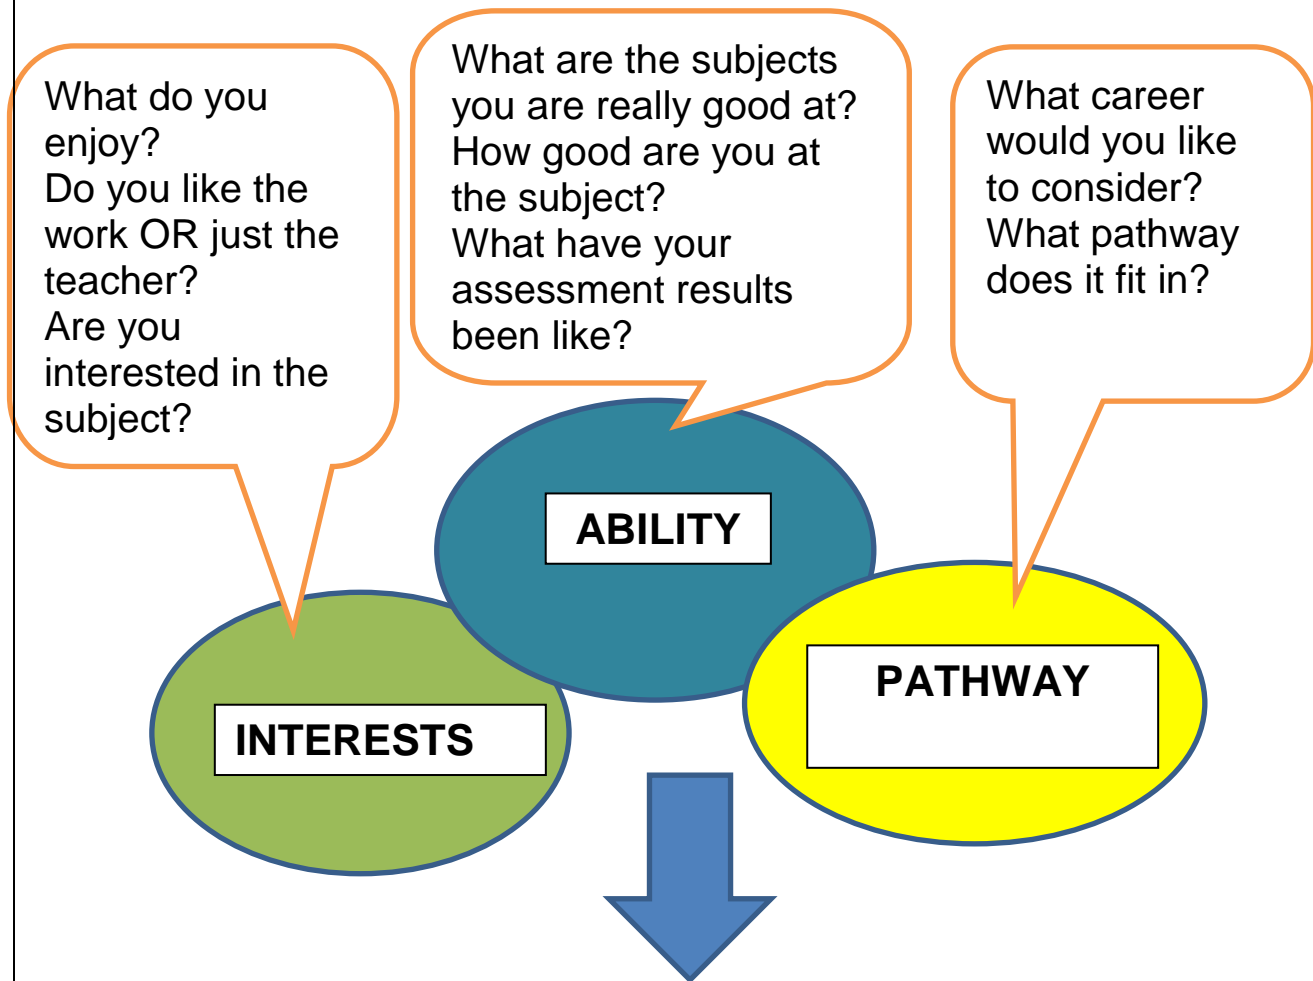 What do you
enjoy?
Do you like the
work OR just the
teacher?
Are you
interested in the
subject?
What are the subjects
you are really good at?
How good are you at
the subject?
What have your
assessment results
been like?
What career
would you like
to consider?
What pathway
does it fit in?
ABILITY
PATHWAY
INTERESTS